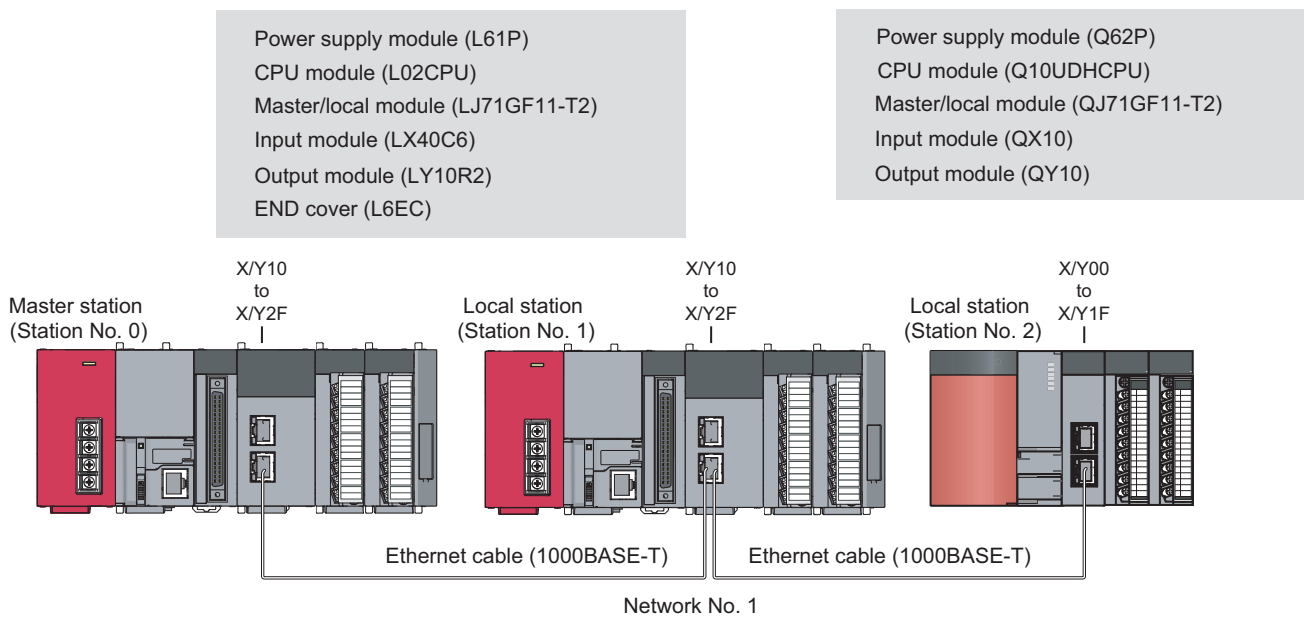 Power supply module (L61P)
CPU module (L02CPU)
Master/local module (LJ71GF11-T2)
Input module (LX40C6)
Output module (LY10R2)
END cover (L6EC)
Power supply module (Q62P)
CPU module (Q10UDHCPU)
Master/local module (QJ71GF11-T2)
Input module (QX10)
Output module (QY10)
Master station
(Station No. 0)
X/Y10
to
X/Y2F
Local station
(Station No. 1)
X/Y10
to
X/Y2F
Local station
(Station No. 2)
X/Y00
to
X/Y1F
Ethernet cable (1000BASE-T)
Ethernet cable (1000BASE-T)
Network No. 1